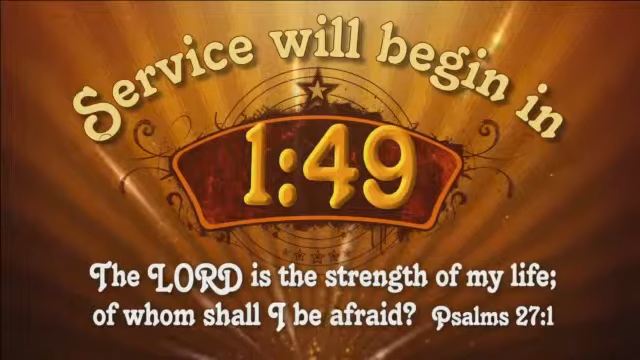 Service will begin in
1:49
The LORD is the strength of my life;
of whom shall I be afraid? Psalms 27:1